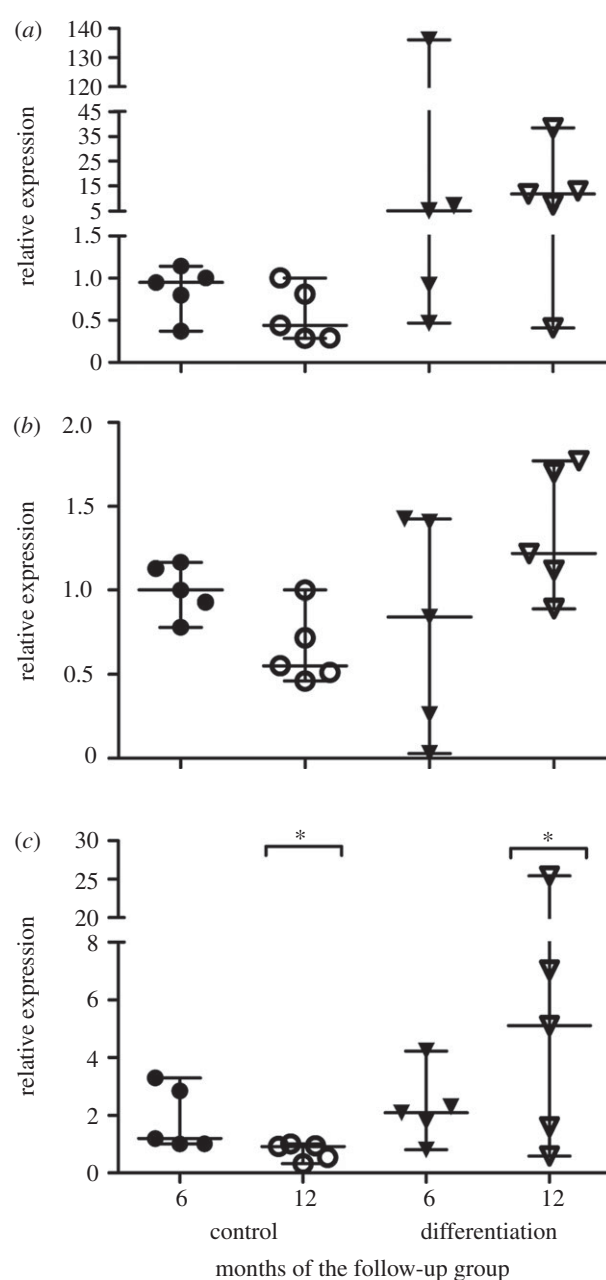 (a)
140
130
120
45
35
25
15
5
1.5
1.0
0.5
0
relative expression
(b)
2.0
1.5
1.0
0.5
0
relative expression
(c)
30
25
20
8
6
4
2
0
relative expression
* *
6 12 6 12
control differentiation
months of the follow-up group